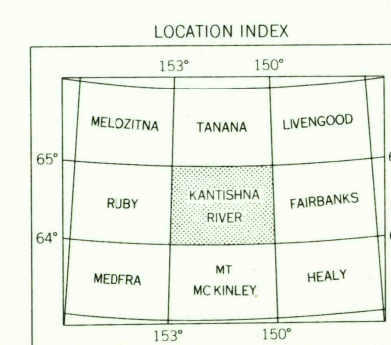 LOCATION INDEX
153° 150°
MELOZITNA TANANA LIVENGOOD
65°
RUBY KANTISHNA RIVER FAIRBANKS
64°
MEDFRA MT MCKINLEY HEALY
153° 150°